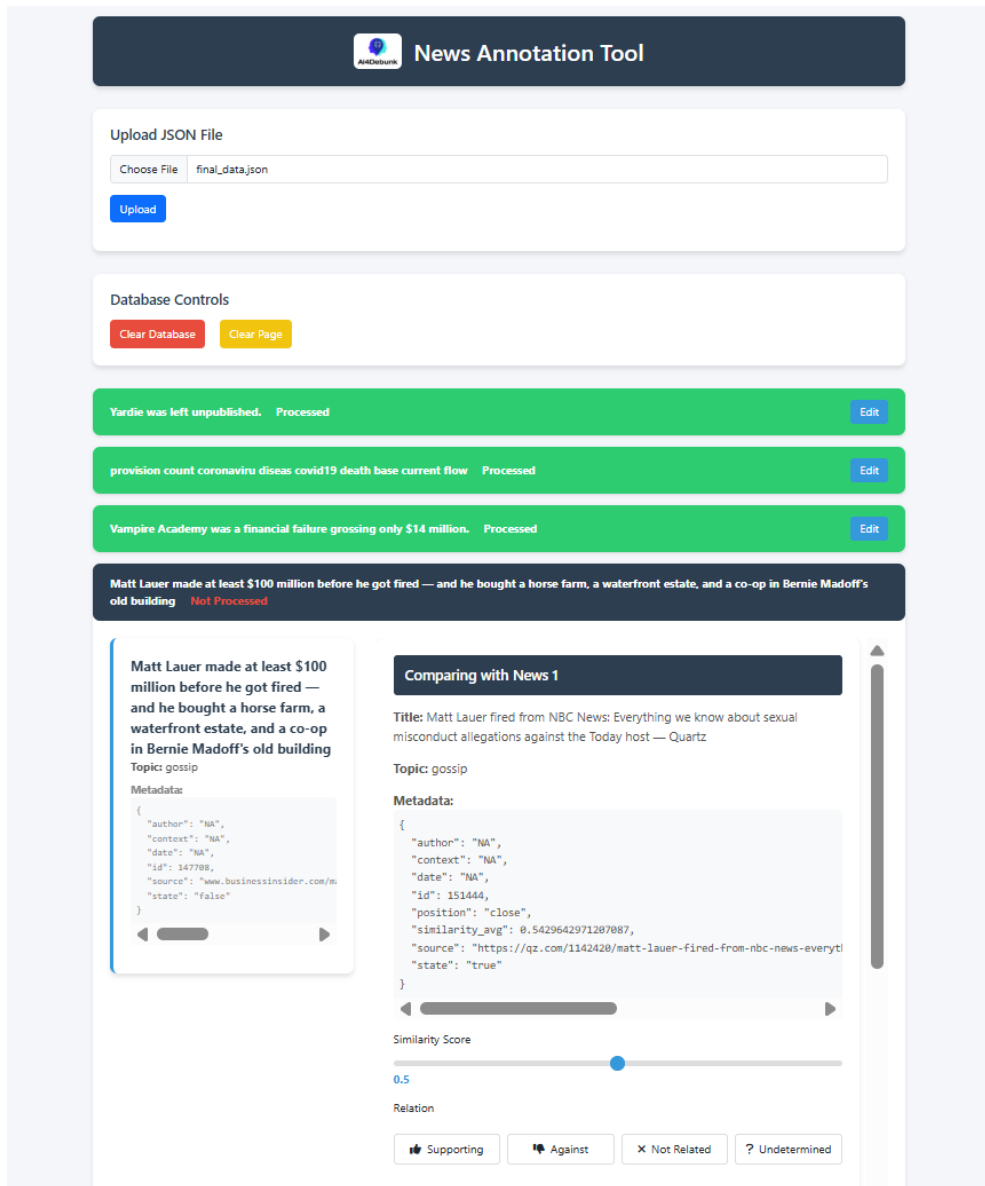 AI4Debunk
News Annotation Tool
Upload JSON File
Choose File final_data.json
Upload
Database Controls
Clear Database Clear Page
Yardie was left unpublished. Processed Edit
provision count coronaviru diseas covid19 death base current flow Processed Edit
Vampire Academy was a financial failure grossing only $14 million. Processed Edit
Matt Lauer made at least $100 million before he got fired — and he bought a horse farm, a waterfront estate, and a co-op in Bernie Madoff's
old building Not Processed
Matt Lauer made at least $100
million before he got fired —
and he bought a horse farm, a
waterfront estate, and a co-op
in Bernie Madoff's old building
Topic: gossip
Metadata:
{
"author": "NA",
"context": "NA",
"date": "NA",
"id": 147708,
"source": "www.businessinsider.com/m
"state": "false"
}
Comparing with News 1
Title: Matt Lauer fired from NBC News: Everything we know about sexual
misconduct allegations against the Today host — Quartz
Topic: gossip
Metadata:
{
"author": "NA",
"context": "NA",
"date": "NA",
"id": 151444,
"position": "close",
"similarity_avg": 0.5429642971207087,
"source": "https://qz.com/1142420/matt-lauer-fired-from-nbc-news-everyt
"state": "true"
}
Similarity Score
0.5
Relation
Supporting Against Not Related ? Undetermined